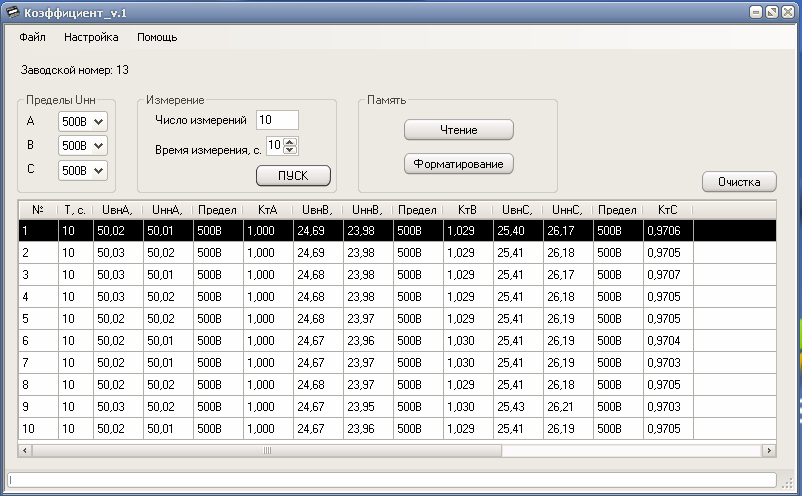 Коэффициент_v.1
Файл Настройка Помощь
Заводской номер: 13
Пределы Uнн Измерение Память
A 500В Число измерений 10 Чтение
B 500В Время измерения, с. 10
C 500В ПУСК Форматирование
Очистка
№ T, с. UвнА, UннА, Предел КтА UвнВ, UннВ, Предел КтВ UвнС, UннС, Предел КтС
1 10 50,02 50,01 500В 1,000 24,69 23,98 500В 1,029 25,40 26,17 500В 0,9706
2 10 50,03 50,02 500В 1,000 24,69 23,98 500В 1,029 25,41 26,18 500В 0,9705
3 10 50,03 50,01 500В 1,000 24,68 23,98 500В 1,029 25,41 26,17 500В 0,9707
4 10 50,03 50,02 500В 1,000 24,68 23,98 500В 1,029 25,41 26,18 500В 0,9705
5 10 50,02 50,02 500В 1,000 24,68 23,97 500В 1,029 25,41 26,19 500В 0,9705
6 10 50,02 50,01 500В 1,000 24,67 23,96 500В 1,030 25,41 26,19 500В 0,9704
7 10 50,02 50,01 500В 1,000 24,67 23,97 500В 1,030 25,41 26,19 500В 0,9703
8 10 50,02 50,02 500В 1,000 24,68 23,97 500В 1,029 25,41 26,18 500В 0,9705
9 10 50,03 50,02 500В 1,000 24,67 23,95 500В 1,030 25,43 26,21 500В 0,9703
10 10 50,02 50,01 500В 1,000 24,67 23,96 500В 1,029 25,41 26,19 500В 0,9705